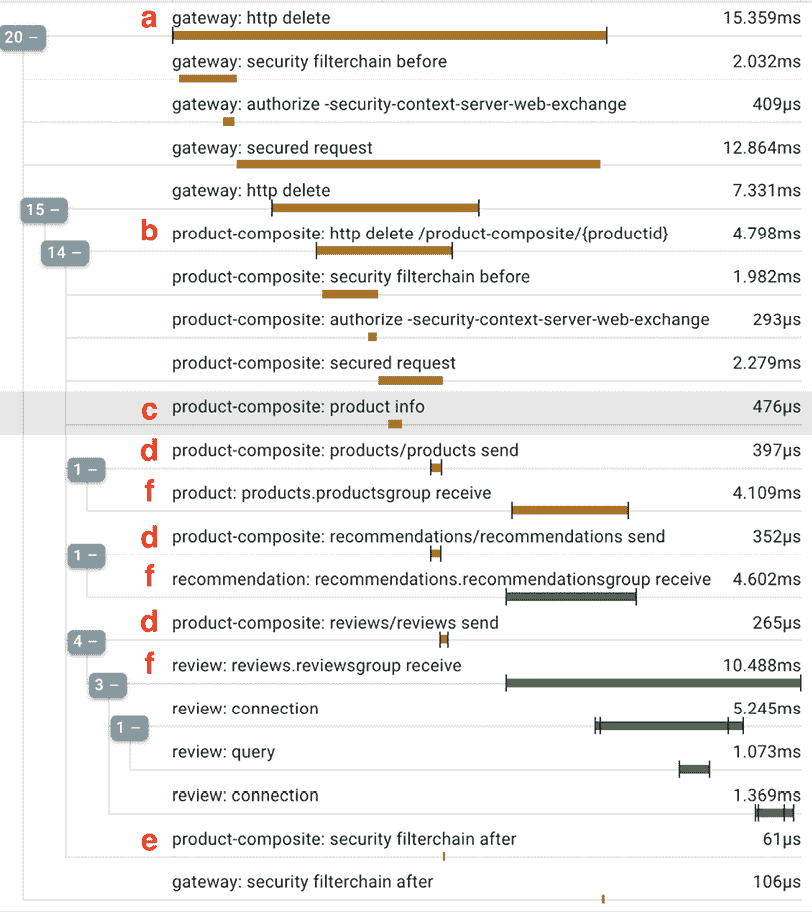 a gateway: http delete 15.359ms
20 –
gateway: security filterchain before 2.032ms
gateway: authorize -security-context-server-web-exchange 409μs
gateway: secured request 12.864ms
gateway: http delete 7.331ms
15 –
b product-composite: http delete /product-composite/{productid} 4.798ms
14 –
product-composite: security filterchain before 1.982ms
product-composite: authorize -security-context-server-web-exchange 293μs
product-composite: secured request 2.279ms
c product-composite: product info 476μs
d product-composite: products/products send 397μs
1 –
f product: products.productsgroup receive 4.109ms
d product-composite: recommendations/recommendations send 352μs
1 –
f recommendation: recommendations.recommendationsgroup receive 4.602ms
d product-composite: reviews/reviews send 265μs
4 –
f review: reviews.reviewsgroup receive 10.488ms
3 –
review: connection 5.245ms
1 –
review: query 1.073ms
review: connection 1.369ms
e product-composite: security filterchain after 61μs
gateway: security filterchain after 106μs